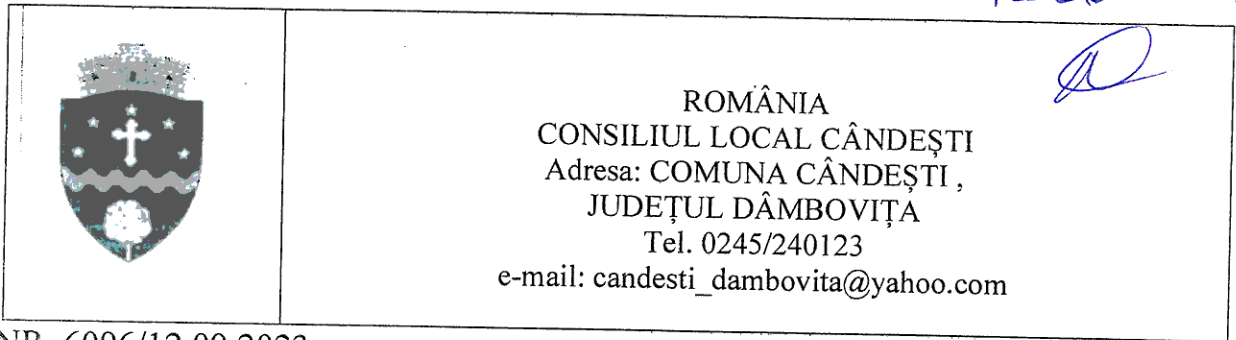 ROMÂNIA
CONSILIUL LOCAL CÂNDEȘTI
Adresa: COMUNA CÂNDEȘTI ,
JUDEȚUL DÂMBOVIȚA
Tel. 0245/240123
e-mail: candesti_dambovita@yahoo.com